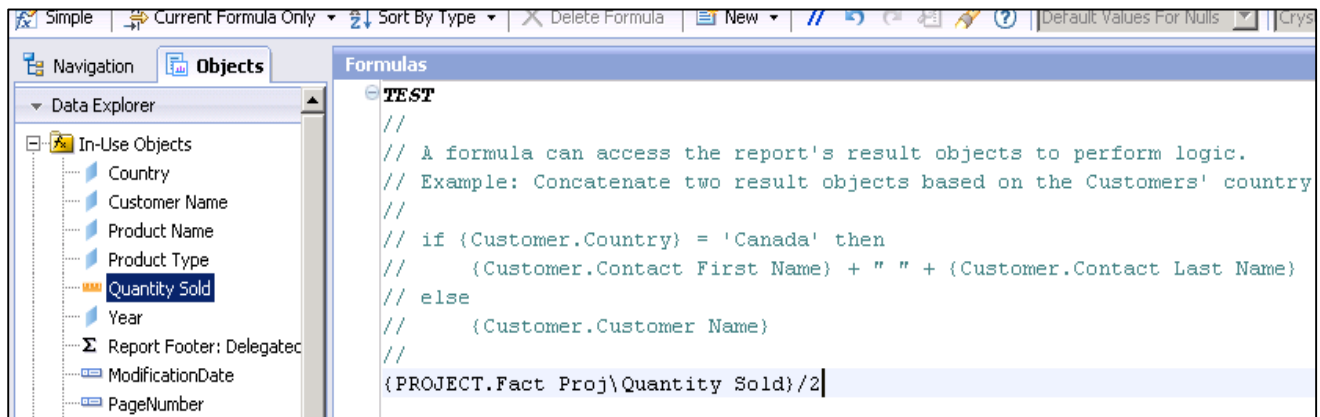 Simple Current Formula Only Sort By Type Delete Formula New // Default Values For Nulls Crys
Navigation Objects
Data Explorer
In-Use Objects
Country
Customer Name
Product Name
Product Type
Quantity Sold
Year
Σ Report Footer: Delegated
ModificationDate
PageNumber
Formulas
TEST
//
// A formula can access the report's result objects to perform logic.
// Example: Concatenate two result objects based on the Customers' country
//
// if {Customer.Country} = 'Canada' then
//     {Customer.Contact First Name} + " " + {Customer.Contact Last Name}
// else
//     {Customer.Customer Name}
//
{PROJECT.Fact Proj\Quantity Sold}/2